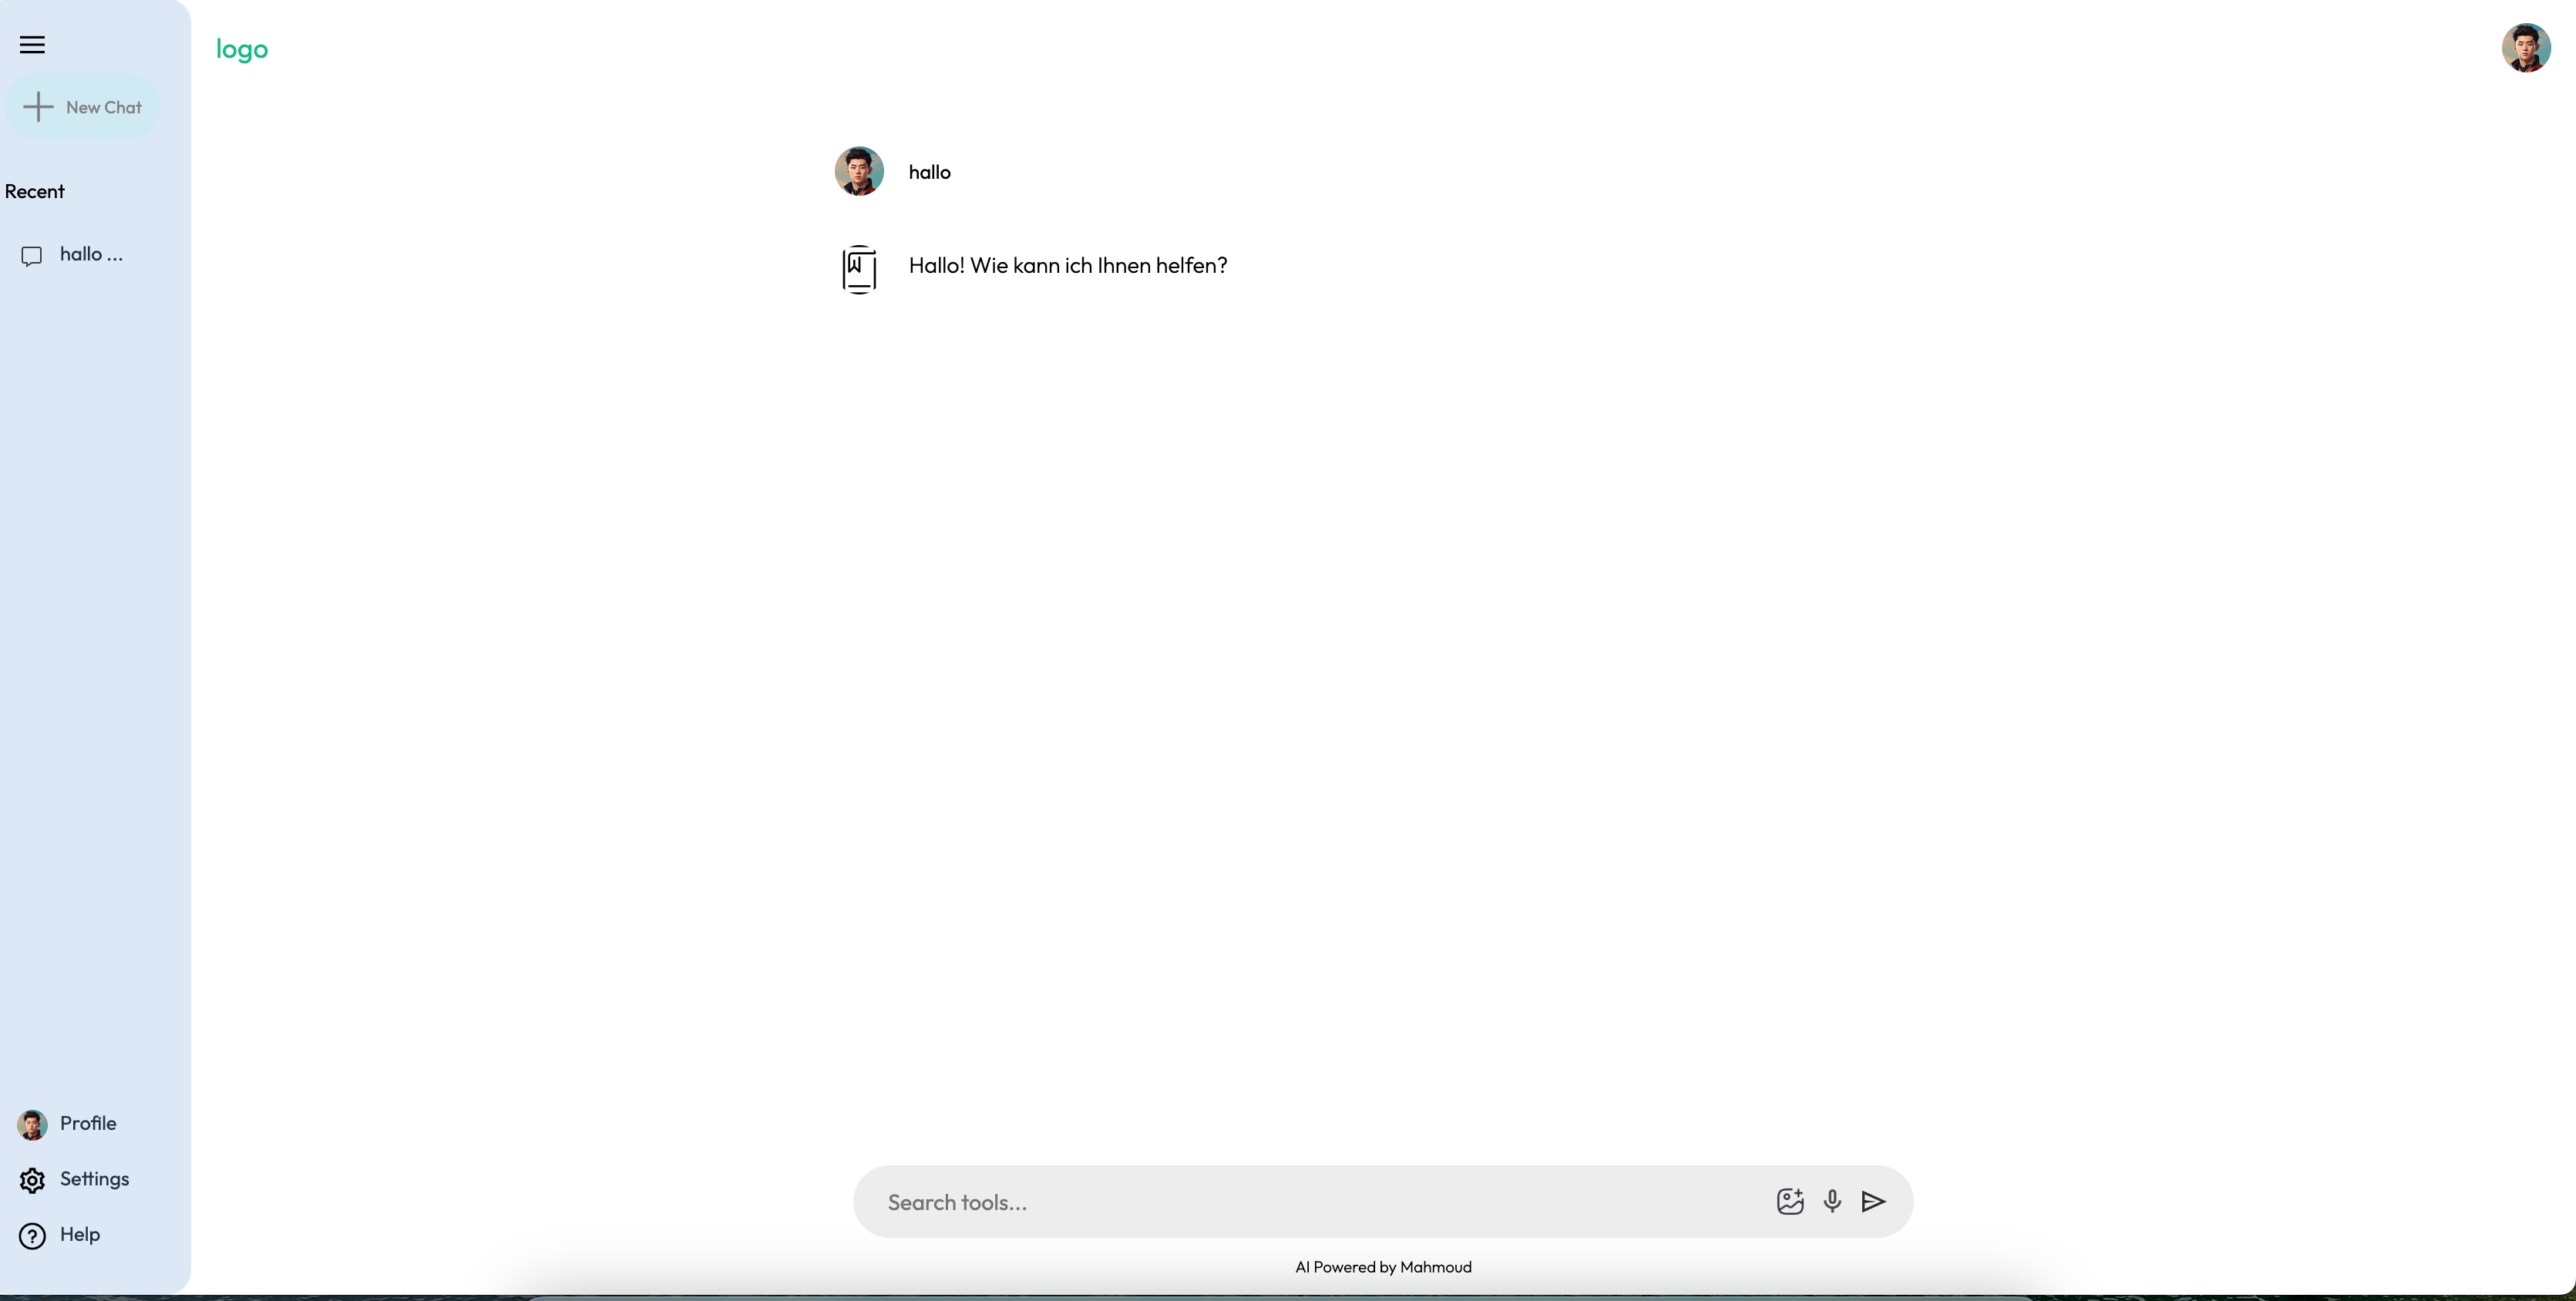 logo
New Chat
Recent
hallo ...
hallo
Hallo! Wie kann ich Ihnen helfen?
Profile
Settings
Help
Search tools...
AI Powered by Mahmoud